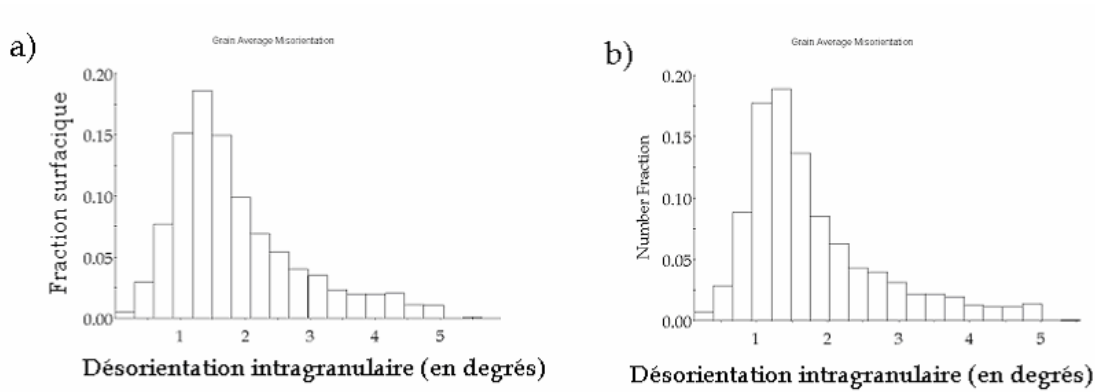 a)
Grain Average Misorientation
Fraction surfacique
0.20
0.15
0.10
0.05
0.00
1 2 3 4 5
Désorientation intragranulaire (en degrés)
b)
Grain Average Misorientation
Number Fraction
0.20
0.15
0.10
0.05
0.00
1 2 3 4 5
Désorientation intragranulaire (en degrés)